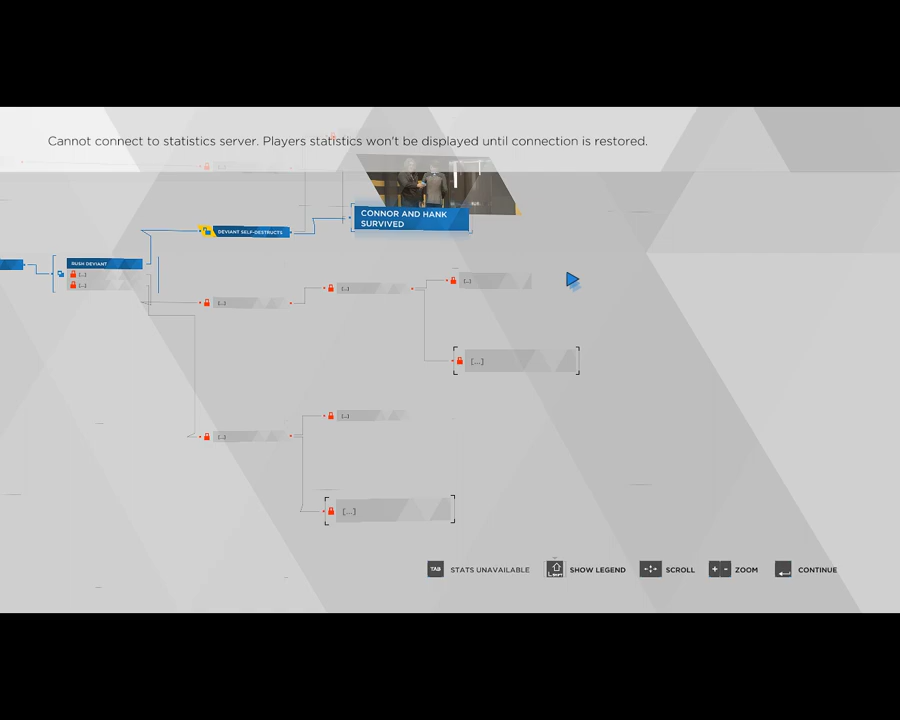 Cannot connect to statistics server. Players statistics won't be displayed until connection is restored.
[...]
CONNOR AND HANK
SURVIVED
DEVIANT SELF-DESTRUCTS
RUSH DEVIANT
[...]
[...]
[...]
[...]
[...]
[...]
[...]
[...]
[...]
TAB STATS UNAVAILABLE
SHIFT SHOW LEGEND
SCROLL
+ - ZOOM
CONTINUE